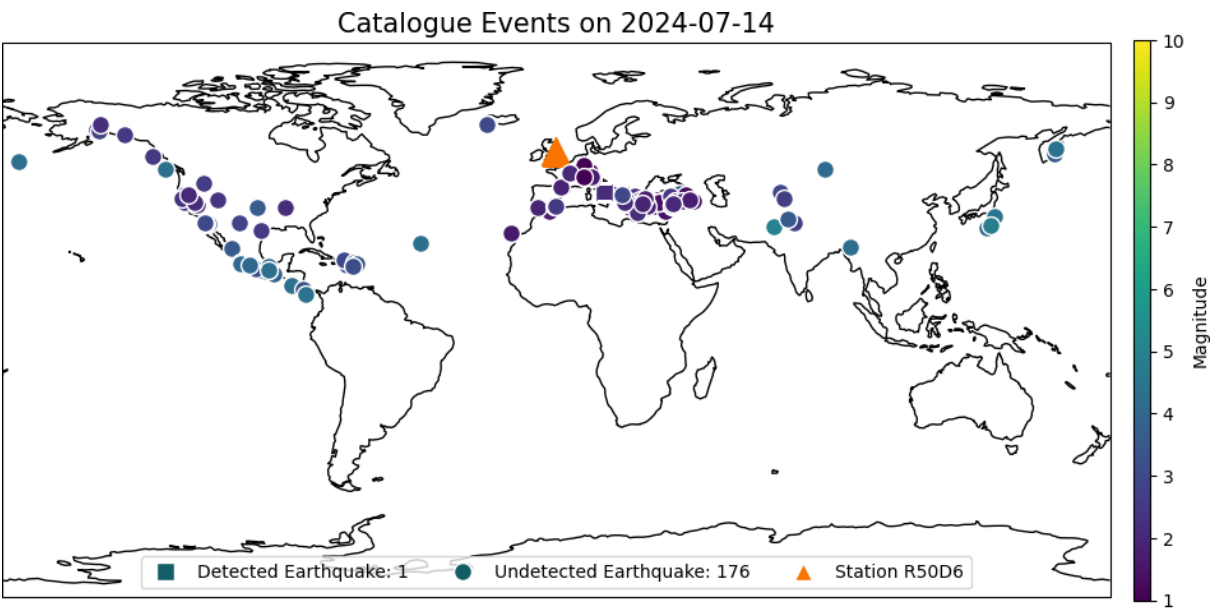 Catalogue Events on 2024-07-14
10
9
8
7
6
5
4
3
2
1
Magnitude
Detected Earthquake: 1
Undetected Earthquake: 176
Station R50D6